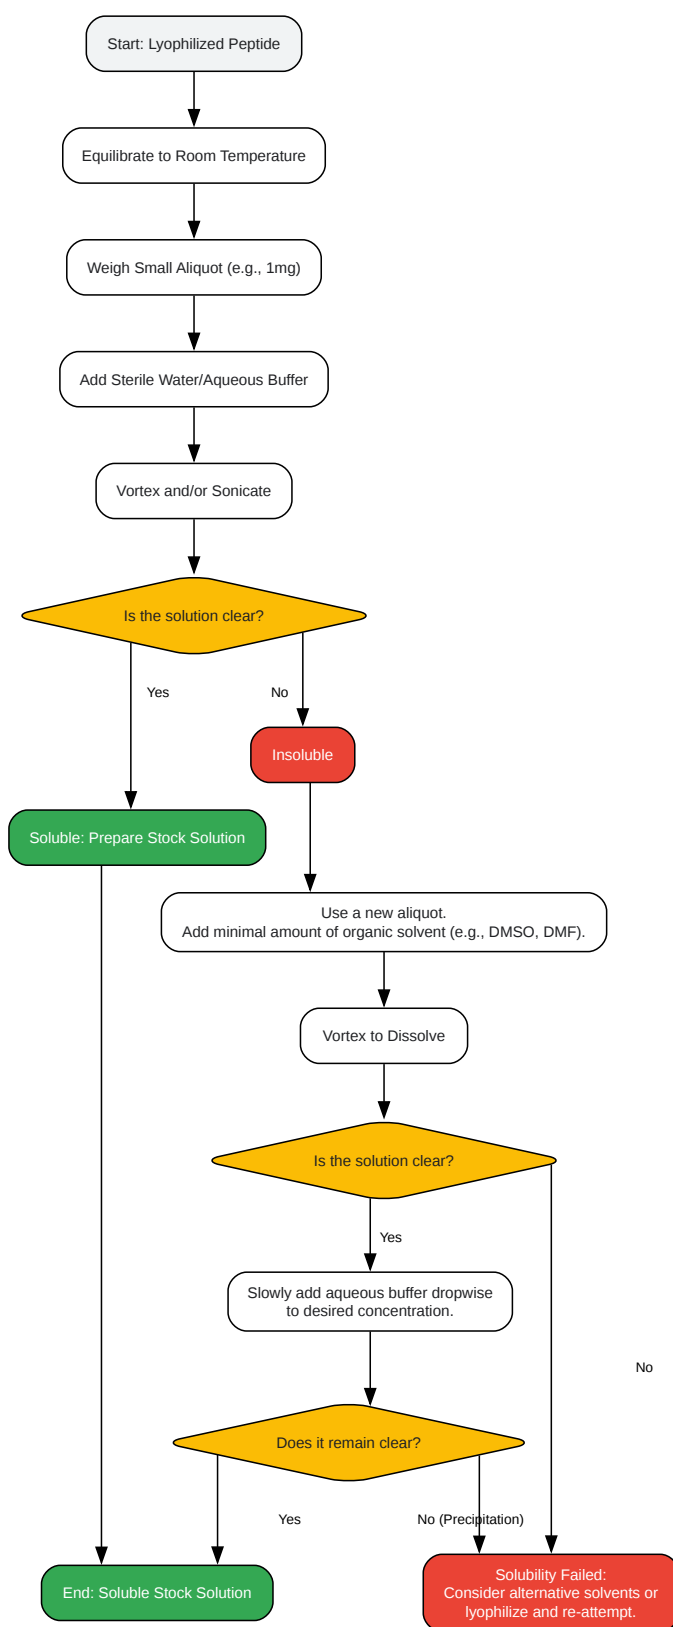 Start: Lyophilized Peptide
Equilibrate to Room Temperature
Weigh Small Aliquot (e.g., 1mg)
Add Sterile Water/Aqueous Buffer
Vortex and/or Sonicate
Is the solution clear?
Yes
No
Insoluble
Soluble: Prepare Stock Solution
Use a new aliquot.
Add minimal amount of organic solvent (e.g., DMSO, DMF).
Vortex to Dissolve
Is the solution clear?
Yes
Slowly add aqueous buffer dropwise
to desired concentration.
No
Does it remain clear?
Yes
No (Precipitation)
End: Soluble Stock Solution
Solubility Failed:
Consider alternative solvents or
lyophilize and re-attempt.